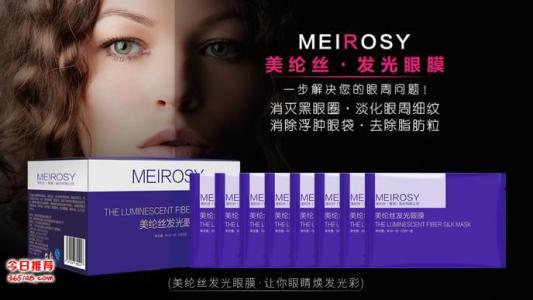 MEIROSY
美纶丝·发光眼膜
一步解决您的眼周问题!
消灭黑眼圈·淡化眼周细纹
消除浮肿眼袋·去除脂肪粒
MEIROSY
THE LUMINESCENT FIBER
美纶丝发光
MEIROSY
美纶丝发光眼膜
THE LUMINESCENT FIBER SILK MASK
(美纶丝发光眼膜·让你眼睛焕发光彩)
今日推荐
365128.com